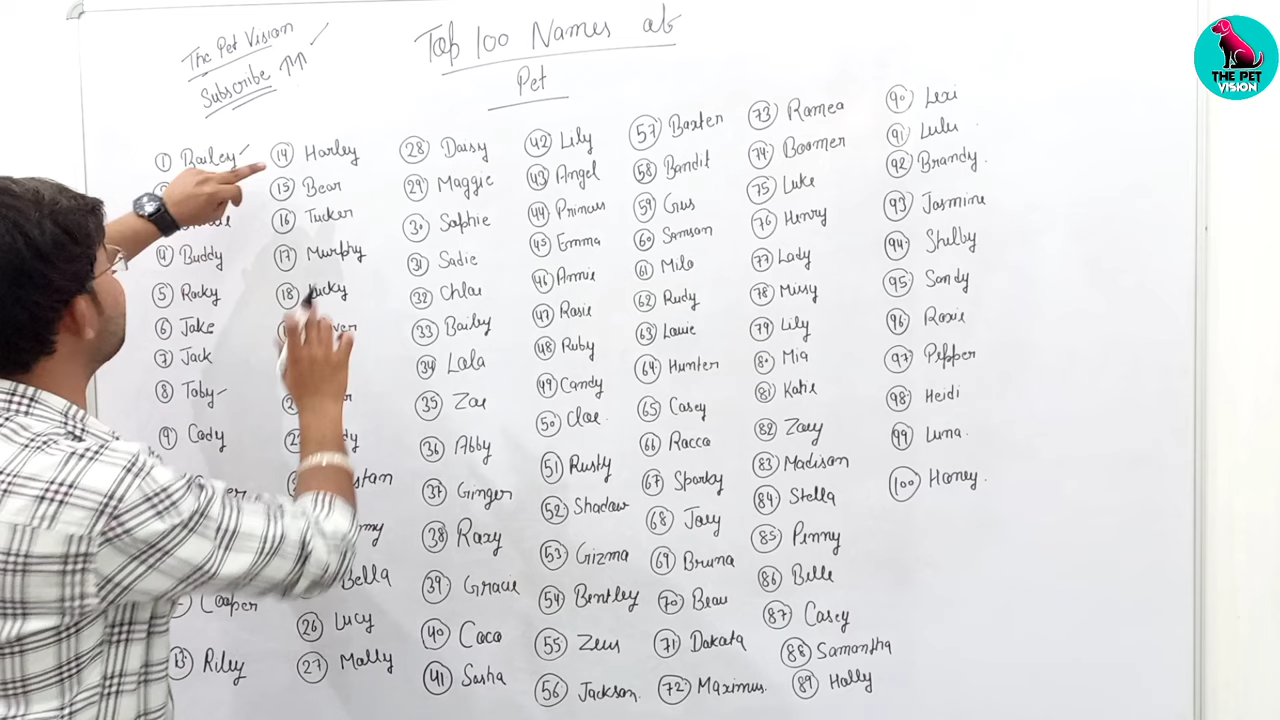 The Pet Vision
Subscribe ↑↑
Top 100 Names of
Pet
THE PET
VISION
1 Bailey
4 Buddy
5 Rocky
6 Jake
7 Jack
8 Toby
9 Cody
Cooper
13 Riley
14 Harley
15 Bear
16 Tucker
17 Murphy
18 Lucky
Bella
26 Lucy
27 Molly
28 Daisy
29 Maggie
30 Sophie
31 Sadie
32 Chloe
33 Bailey
34 Lola
35 Zoe
36 Abby
37 Ginger
38 Roxy
39 Gracie
40 Coco
41 Sasha
42 Lily
43 Angel
44 Princess
45 Emma
46 Annie
47 Rosie
48 Ruby
49 Candy
50 Cloe.
51 Rusty
52 Shadow
53 Gizmo
54 Bentley
55 Zeus
56 Jackson.
57 Baxter
58 Bandit
59 Gus
60 Samson
61 Milo
62 Rudy
63 Louie
64 Hunter
65 Casey
66 Rocco
67 Sparky
68 Joey
69 Bruno
70 Beau
71 Dakota
72 Maximus.
73 Romeo
74 Boomer
75 Luke
76 Henry
77 Lady
78 Missy
79 Lily
80 Mia
81 Katie
82 Zoey
83 Madison
84 Stella
85 Penny
86 Belle
87 Casey
88 Samantha
89 Holly
90 Lexi
91 Lulu
92 Brandy.
93 Jasmine
94 Shelby
95 Sandy
96 Roxie
97 Pepper
98 Heidi
99 Luna.
100 Honey.